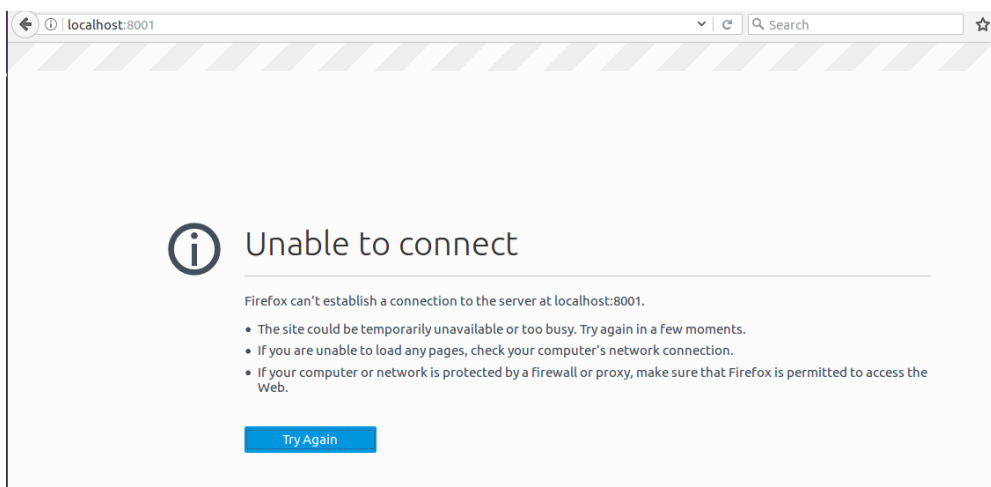 localhost:8001
Search
Unable to connect
Firefox can’t establish a connection to the server at localhost:8001.
• The site could be temporarily unavailable or too busy. Try again in a few moments.
• If you are unable to load any pages, check your computer’s network connection.
• If your computer or network is protected by a firewall or proxy, make sure that Firefox is permitted to access the
Web.
Try Again